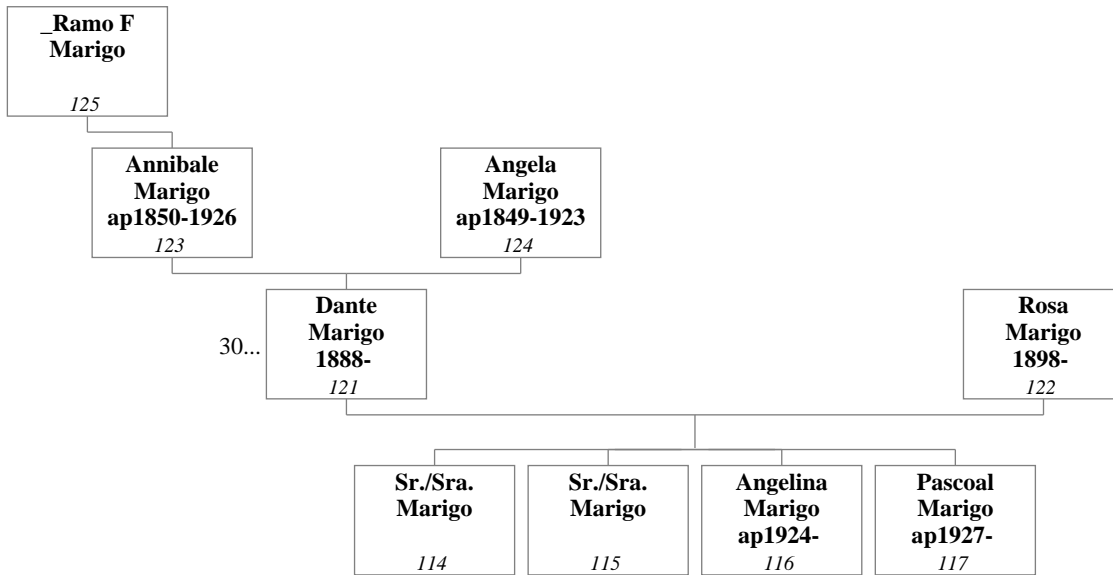 _Ramo F
Marigo
125
Annibale
Marigo
ap1850-1926
123
Angela
Marigo
ap1849-1923
124
30...
Dante
Marigo
1888-
121
Rosa
Marigo
1898-
122
Sr./Sra.
Marigo
114
Sr./Sra.
Marigo
115
Angelina
Marigo
ap1924-
116
Pascoal
Marigo
ap1927-
117